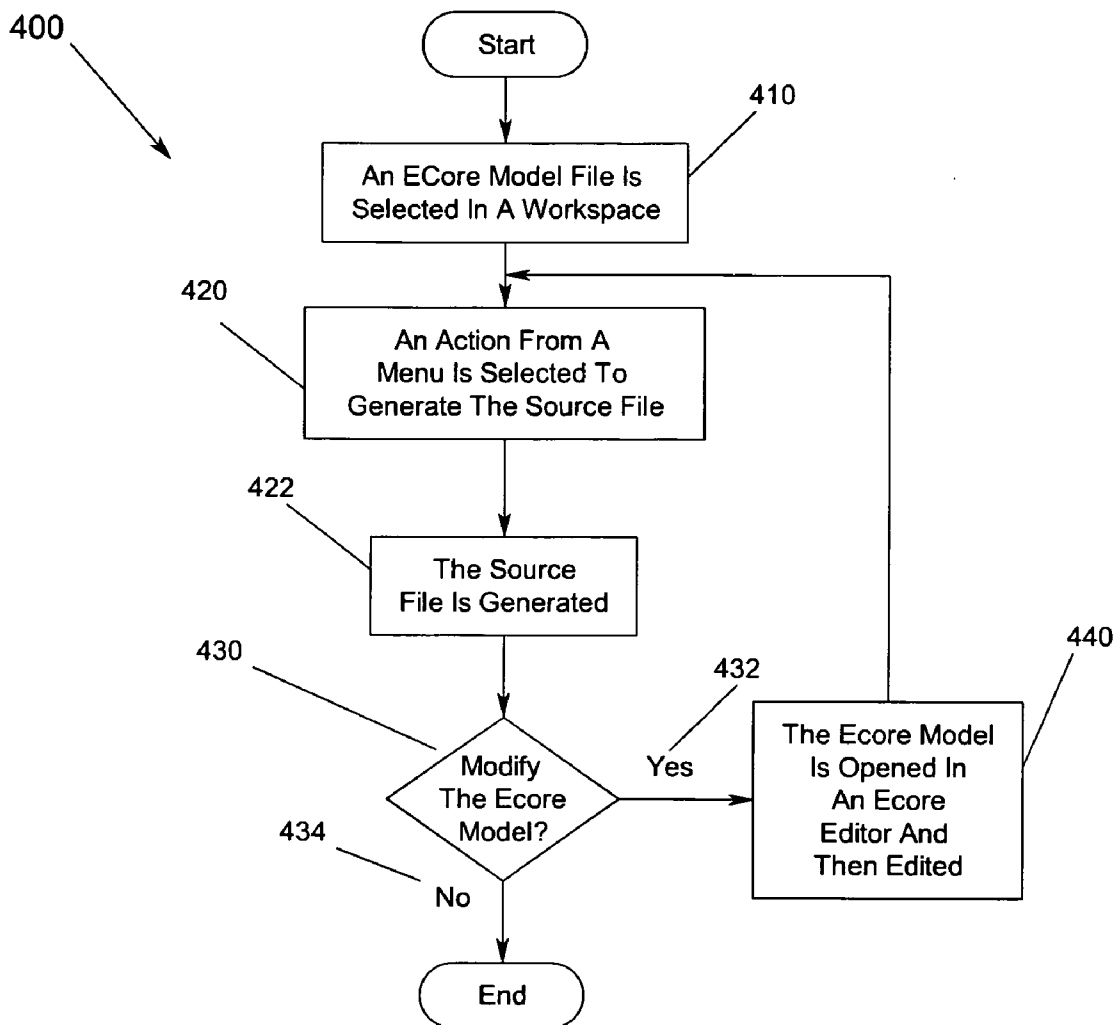 400
Start
410
An ECore Model File Is
Selected In A Workspace
420
An Action From A
Menu Is Selected To
Generate The Source File
422
The Source
File Is Generated
430
Modify
The Ecore
Model?
432
Yes
440
The Ecore Model
Is Opened In
An Ecore
Editor And
Then Edited
434
No
End